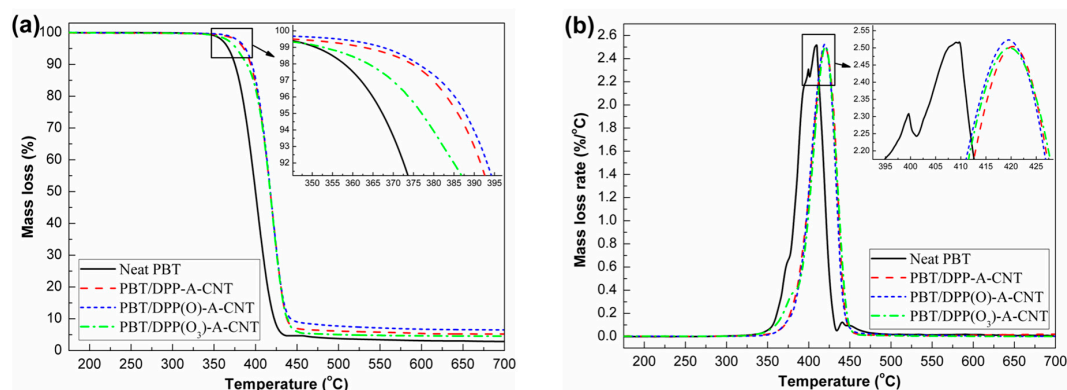 (a)
100
90
80
70
60
50
40
30
20
10
0
Mass loss (%)
200 250 300 350 400 450 500 550 600 650 700
Temperature (°C)
100
99
98
97
96
95
94
93
92
345 350 355 360 365 370 375 380 385 390 395
Neat PBT
PBT/DPP-A-CNT
PBT/DPP(O)-A-CNT
PBT/DPP(O₃)-A-CNT
(b)
2.6
2.4
2.2
2.0
1.8
1.6
1.4
1.2
1.0
0.8
0.6
0.4
0.2
0.0
Mass loss rate (%/°C)
200 250 300 350 400 450 500 550 600 650 700
Temperature (°C)
2.55
2.50
2.45
2.40
2.35
2.30
2.25
2.20
395 400 405 410 415 420 425
Neat PBT
PBT/DPP-A-CNT
PBT/DPP(O)-A-CNT
PBT/DPP(O₃)-A-CNT